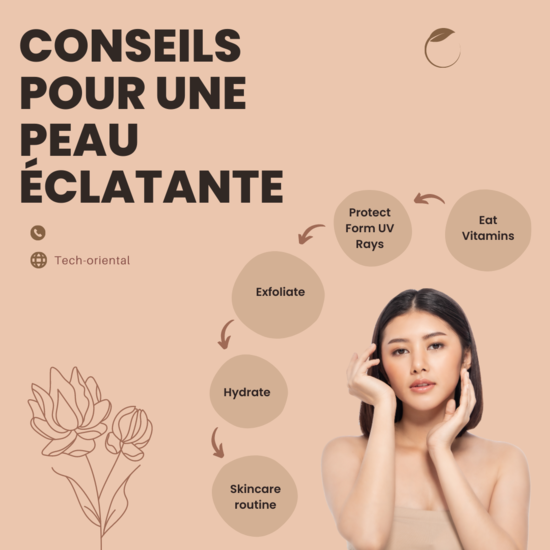 CONSEILS
POUR UNE
PEAU
ÉCLATANTE
Tech-oriental
Eat
Vitamins
Protect
Form UV
Rays
Exfoliate
Hydrate
Skincare
routine